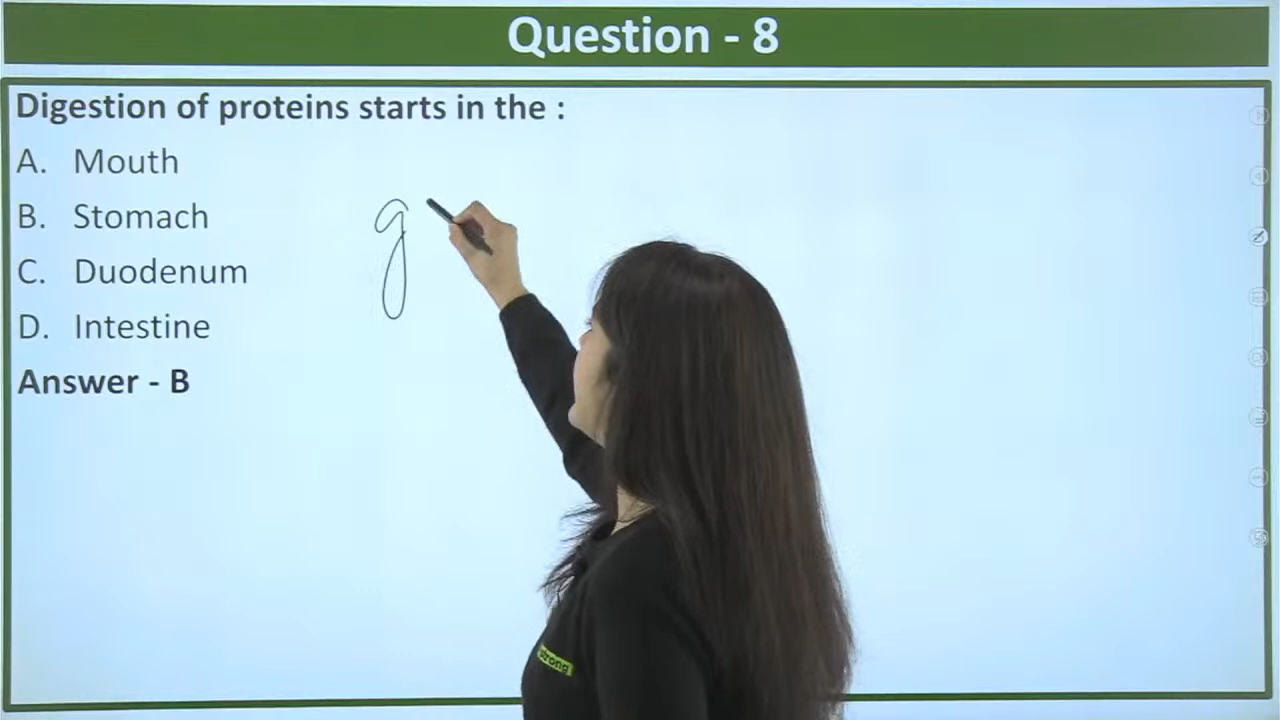 Question - 8
Digestion of proteins starts in the :
A. Mouth
B. Stomach
C. Duodenum
D. Intestine
Answer - B
g